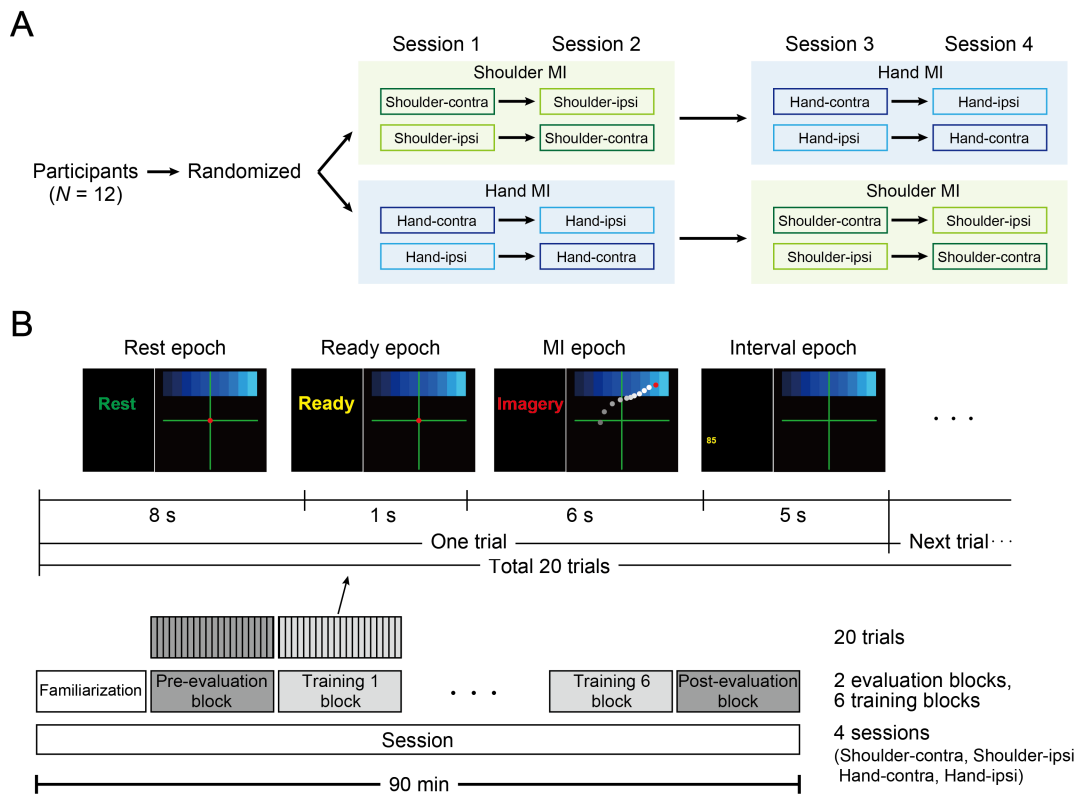 A
Session 1 Session 2 Session 3 Session 4
Shoulder MI Hand MI
Shoulder-contra Shoulder-ipsi Hand-contra Hand-ipsi
Shoulder-ipsi Shoulder-contra Hand-ipsi Hand-contra
Participants Randomized
(N = 12)
Hand MI Shoulder MI
Hand-contra Hand-ipsi Shoulder-contra Shoulder-ipsi
Hand-ipsi Hand-contra Shoulder-ipsi Shoulder-contra
B
Rest epoch Ready epoch MI epoch Interval epoch
Rest Ready Imagery
85
. . .
8 s 1 s 6 s 5 s
One trial Next trial ...
Total 20 trials
20 trials
Familiarization
Pre-evaluation block
Training 1 block
. . .
Training 6 block
Post-evaluation block
2 evaluation blocks,
6 training blocks
Session
4 sessions
(Shoulder-contra, Shoulder-ipsi
Hand-contra, Hand-ipsi)
90 min